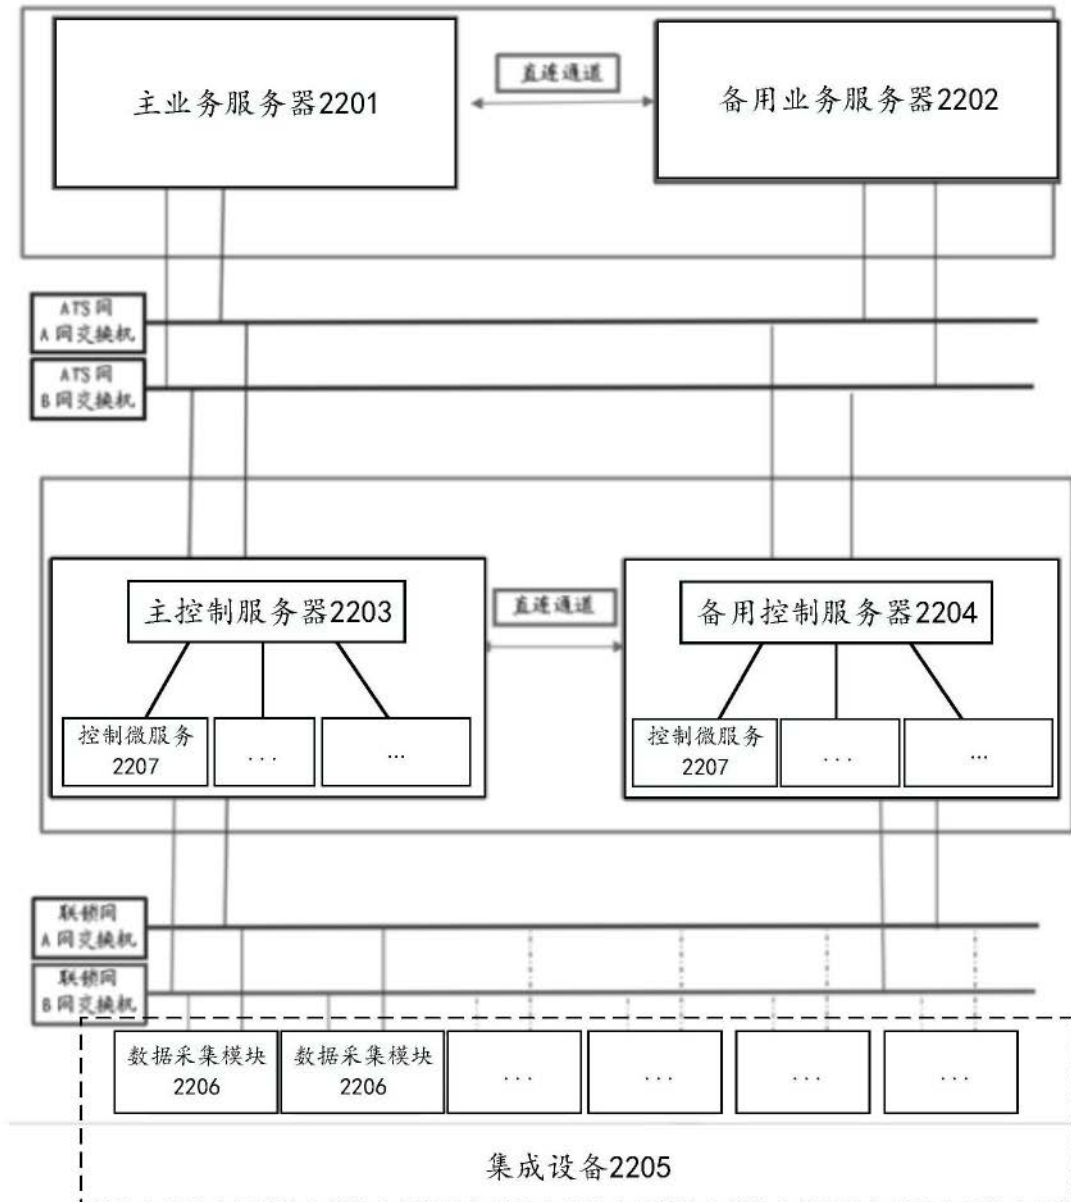 主业务服务器2201
直连通道
备用业务服务器2202
ATS网
A网交换机
ATS网
B网交换机
主控制服务器2203
直连通道
备用控制服务器2204
控制微服务
2207
...
...
控制微服务
2207
...
...
联锁网
A网交换机
联锁网
B网交换机
数据采集模块
2206
数据采集模块
2206
...
...
...
...
集成设备2205